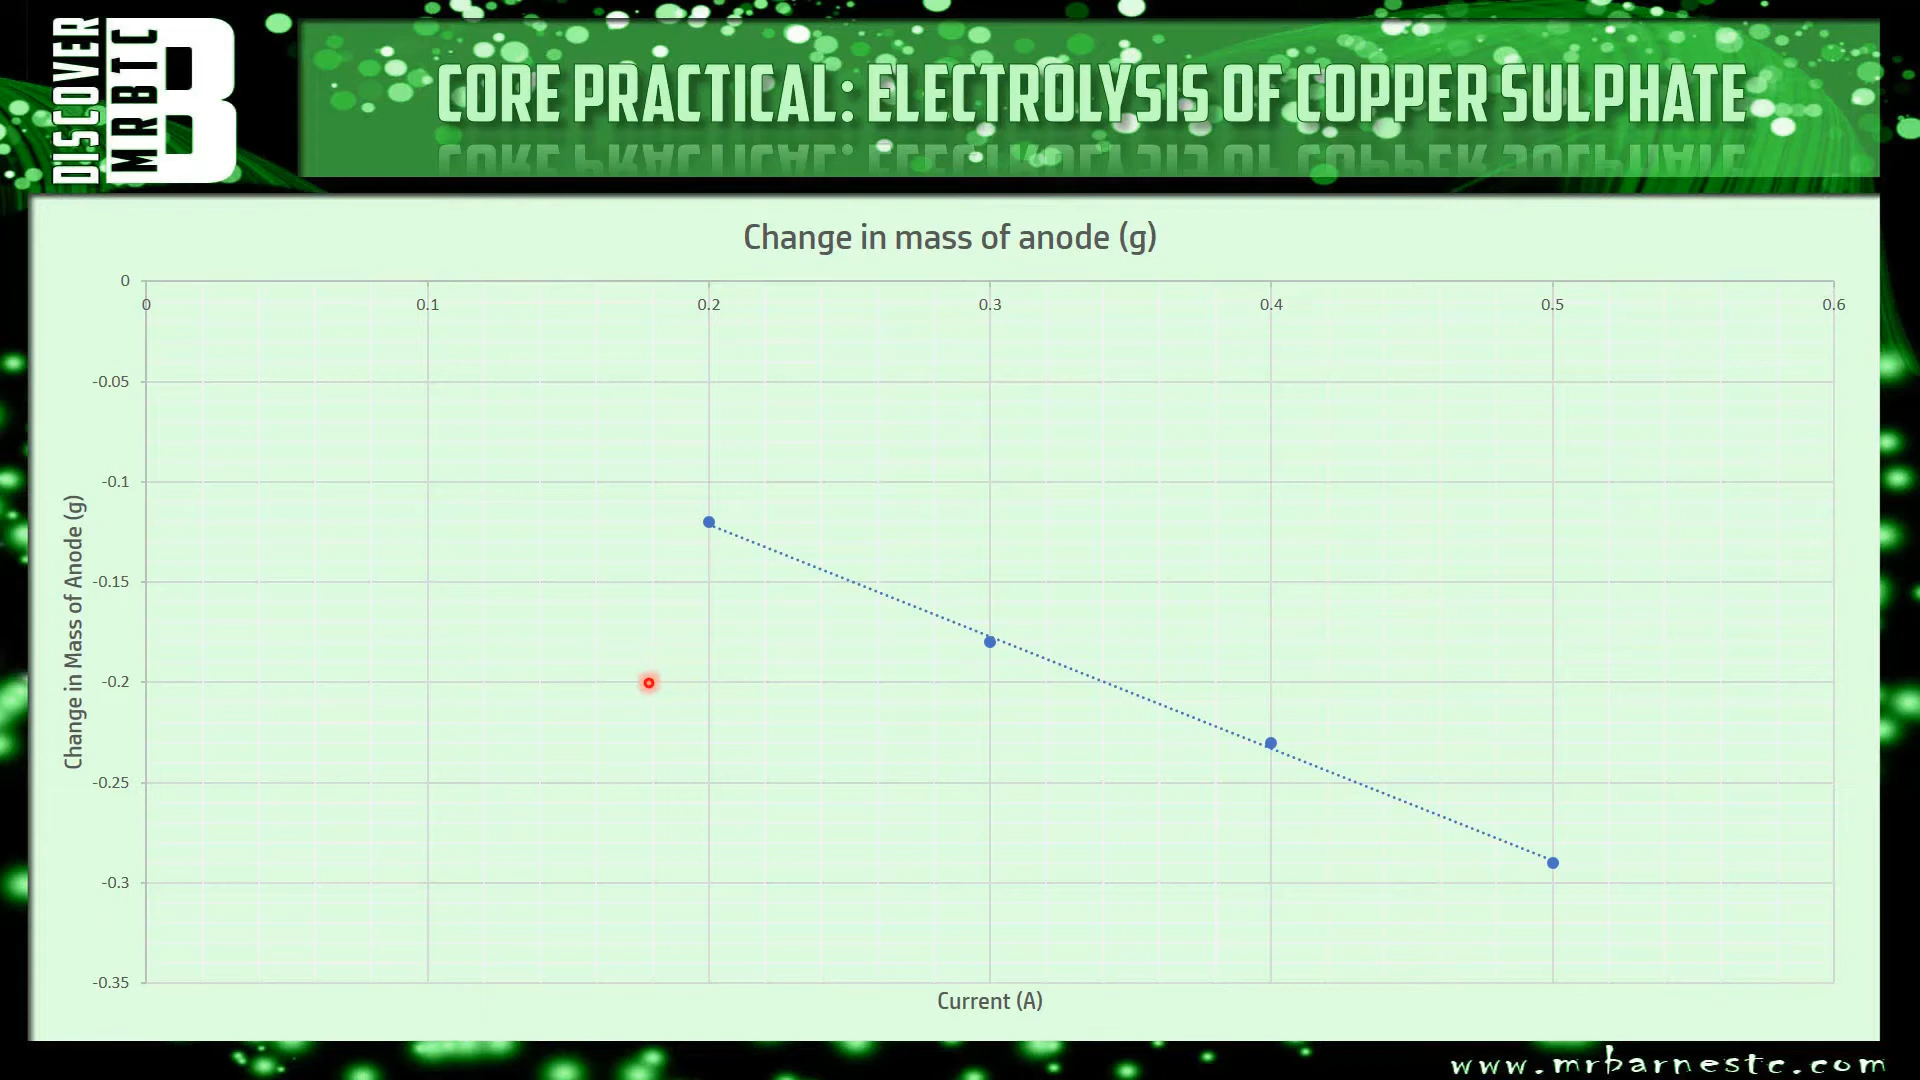 DISCOVER
MRBTC
B
CORE PRACTICAL: ELECTROLYSIS OF COPPER SULPHATE
Change in mass of anode (g)
0
0 0.1 0.2 0.3 0.4 0.5 0.6
-0.05
-0.1
-0.15
-0.2
-0.25
-0.3
-0.35
Change in Mass of Anode (g)
Current (A)
www.mrbarnestc.com